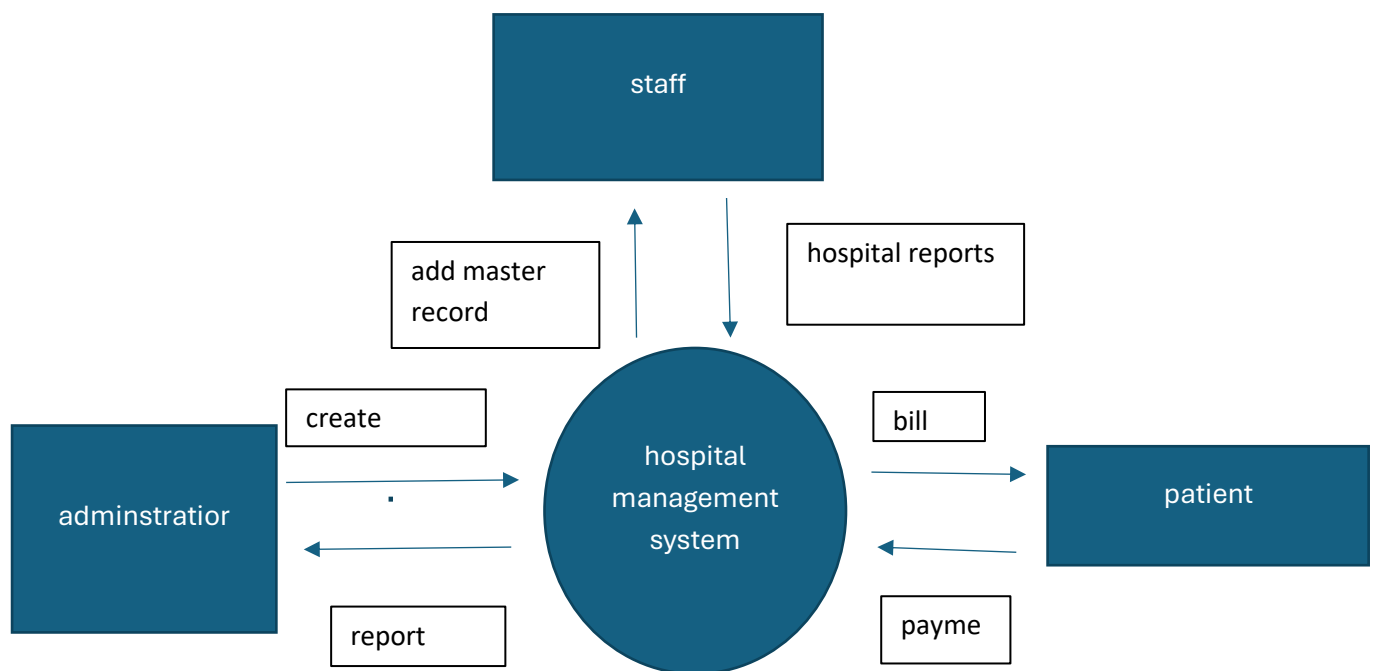 staff
add master
record
hospital reports
create
bill
hospital
management
system
adminstratior
patient
report
payme